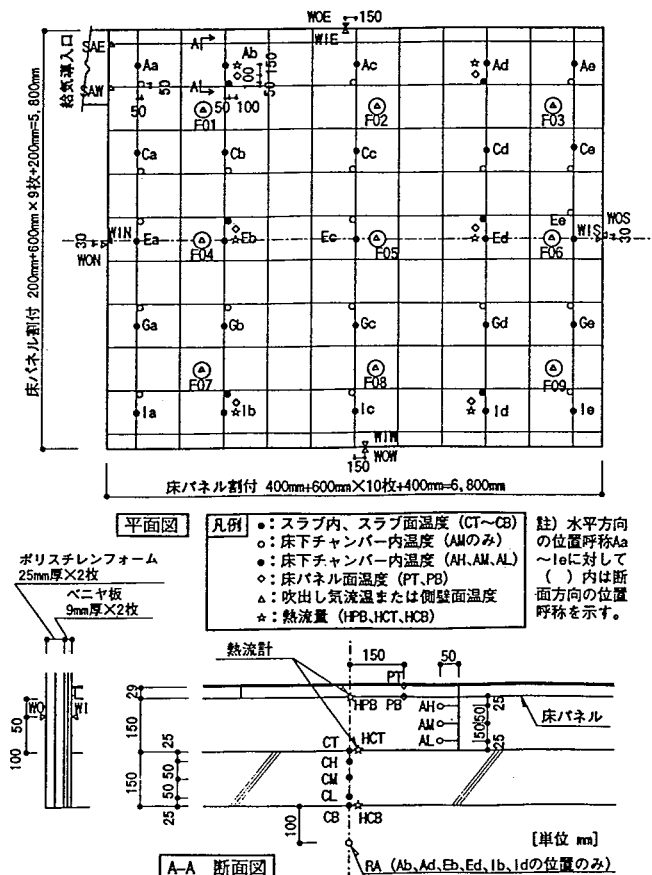 WOE 150
WIE
SAE
SAW
給気導入口
A
A
Aa
Ab
Ac
Ad
Ae
50
50
100
50 150
50 100
F01
F02
F03
Ca
Cb
Cc
Cd
Ce
30
WIN
WON
Ea
Eb
Ec
Ed
Ee
WOS
WIS
30
F04
F05
F06
Ga
Gb
Gc
Gd
Ge
F07
F08
F09
Ia
Ib
Ic
Id
Ie
WIW
150 WOW
床パネル割付 200mm+600mm×9枚+200mm=5,800mm
床パネル割付 400mm+600mm×10枚+400mm=6,800mm
平面図
凡例
●:スラブ内、スラブ面温度 (CT~CB)
○:床下チャンバー内温度 (AMのみ)
●:床下チャンバー内温度 (AH、AM、AL)
◇:床パネル面温度 (PT、PB)
△:吹出し気流温または側壁面温度
☆:熱流量 (HPB、HCT、HCB)
註) 水平方向
の位置呼称Aa
~Ieに対して
( ) 内は断
面方向の位置
呼称を示す。
ポリスチレンフォーム
25mm厚×2枚
ベニヤ板
9mm厚×2枚
WO
WI
50
100
熱流計
150
50
PT
29
150
HPB
PB
AH
AM
AL
25
50
50
25
床パネル
HCT
CT
CH
CM
CL
CB
HCB
25
50
50
25
150
100
[単位 mm]
RA (Ab、Ad、Eb、Ed、Ib、Idの位置のみ)
A-A 断面図